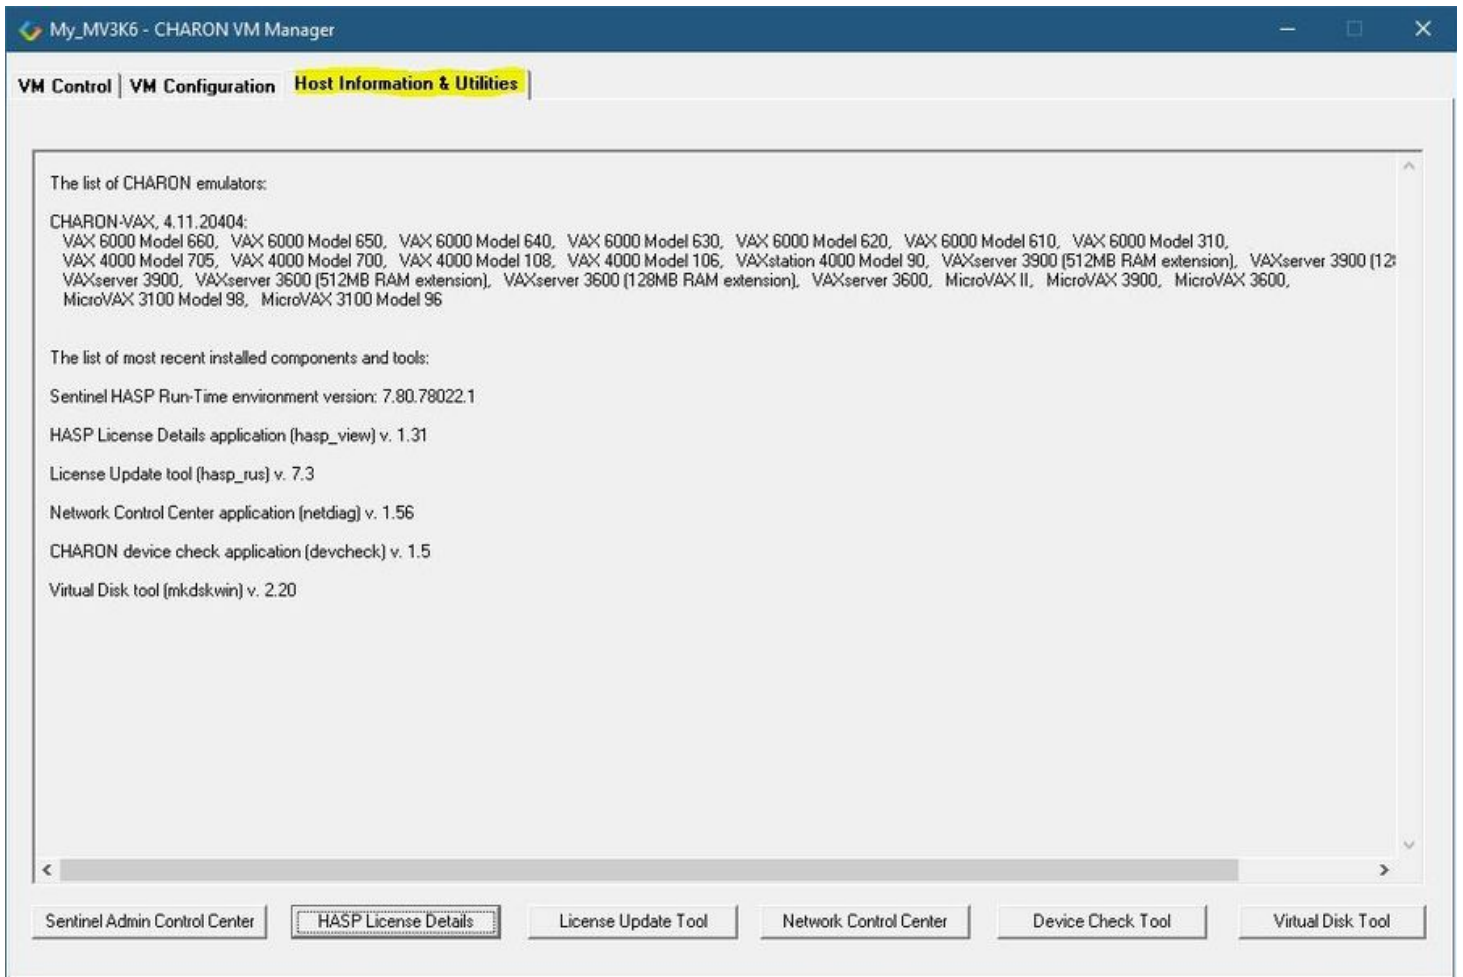 My_MV3K6 - CHARON VM Manager
VM Control VM Configuration Host Information & Utilities
The list of CHARON emulators:
CHARON-VAX, 4.11.20404:
VAX 6000 Model 660, VAX 6000 Model 650, VAX 6000 Model 640, VAX 6000 Model 630, VAX 6000 Model 620, VAX 6000 Model 610, VAX 6000 Model 310,
VAX 4000 Model 705, VAX 4000 Model 700, VAX 4000 Model 108, VAX 4000 Model 106, VAXstation 4000 Model 90, VAXserver 3900 (512MB RAM extension), VAXserver 3900 (12
VAXserver 3900, VAXserver 3600 (512MB RAM extension), VAXserver 3600 (128MB RAM extension), VAXserver 3600, MicroVAX II, MicroVAX 3900, MicroVAX 3600,
MicroVAX 3100 Model 98, MicroVAX 3100 Model 96
The list of most recent installed components and tools:
Sentinel HASP Run-Time environment version: 7.80.78022.1
HASP License Details application (hasp_view) v. 1.31
License Update tool (hasp_rus) v. 7.3
Network Control Center application (netdiag) v. 1.56
CHARON device check application (devcheck) v. 1.5
Virtual Disk tool (mkdskwin) v. 2.20
Sentinel Admin Control Center HASP License Details License Update Tool Network Control Center Device Check Tool Virtual Disk Tool